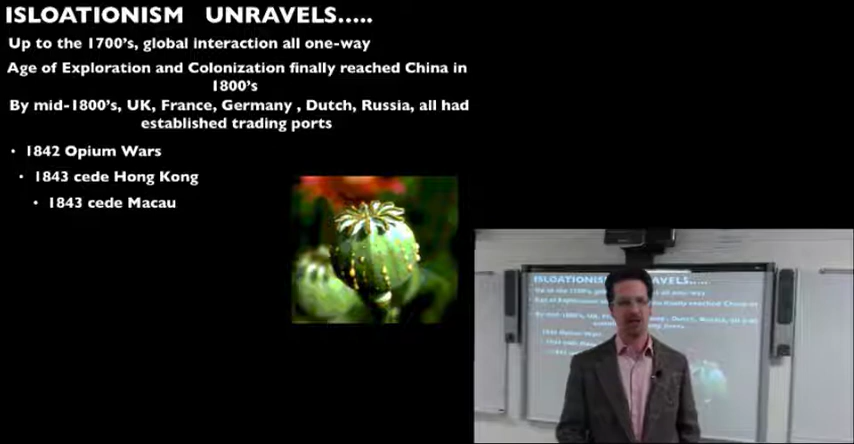 ISLOATIONISM UNRAVELS.....
Up to the 1700's, global interaction all one-way
Age of Exploration and Colonization finally reached China in
1800's
By mid-1800's, UK, France, Germany , Dutch, Russia, all had
established trading ports
• 1842 Opium Wars
• 1843 cede Hong Kong
• 1843 cede Macau
ISLOATIONISM UNRAVELS.....